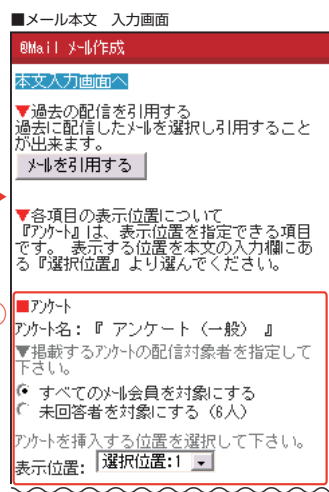 ■メール本文　入力画面
@Mail ﾒｰﾙ作成
本文入力画面へ
▼過去の配信を引用する
過去に配信したﾒｰﾙを選択し引用すること
が出来ます。
ﾒｰﾙを引用する
▼各項目の表示位置について
『ｱﾝｹｰﾄ』は、表示位置を指定できる項目
です。 表示する位置を本文の入力欄にあ
る『選択位置』より選んでください。
■ｱﾝｹｰﾄ
ｱﾝｹｰﾄ名：『 アンケート（一般） 』
▼掲載するｱﾝｹｰﾄの配信対象者を指定して
下さい。
すべてのﾒｰﾙ会員を対象にする
未回答者を対象にする（6人）
ｱﾝｹｰﾄを挿入する位置を選択して下さい。
表示位置: 選択位置:1